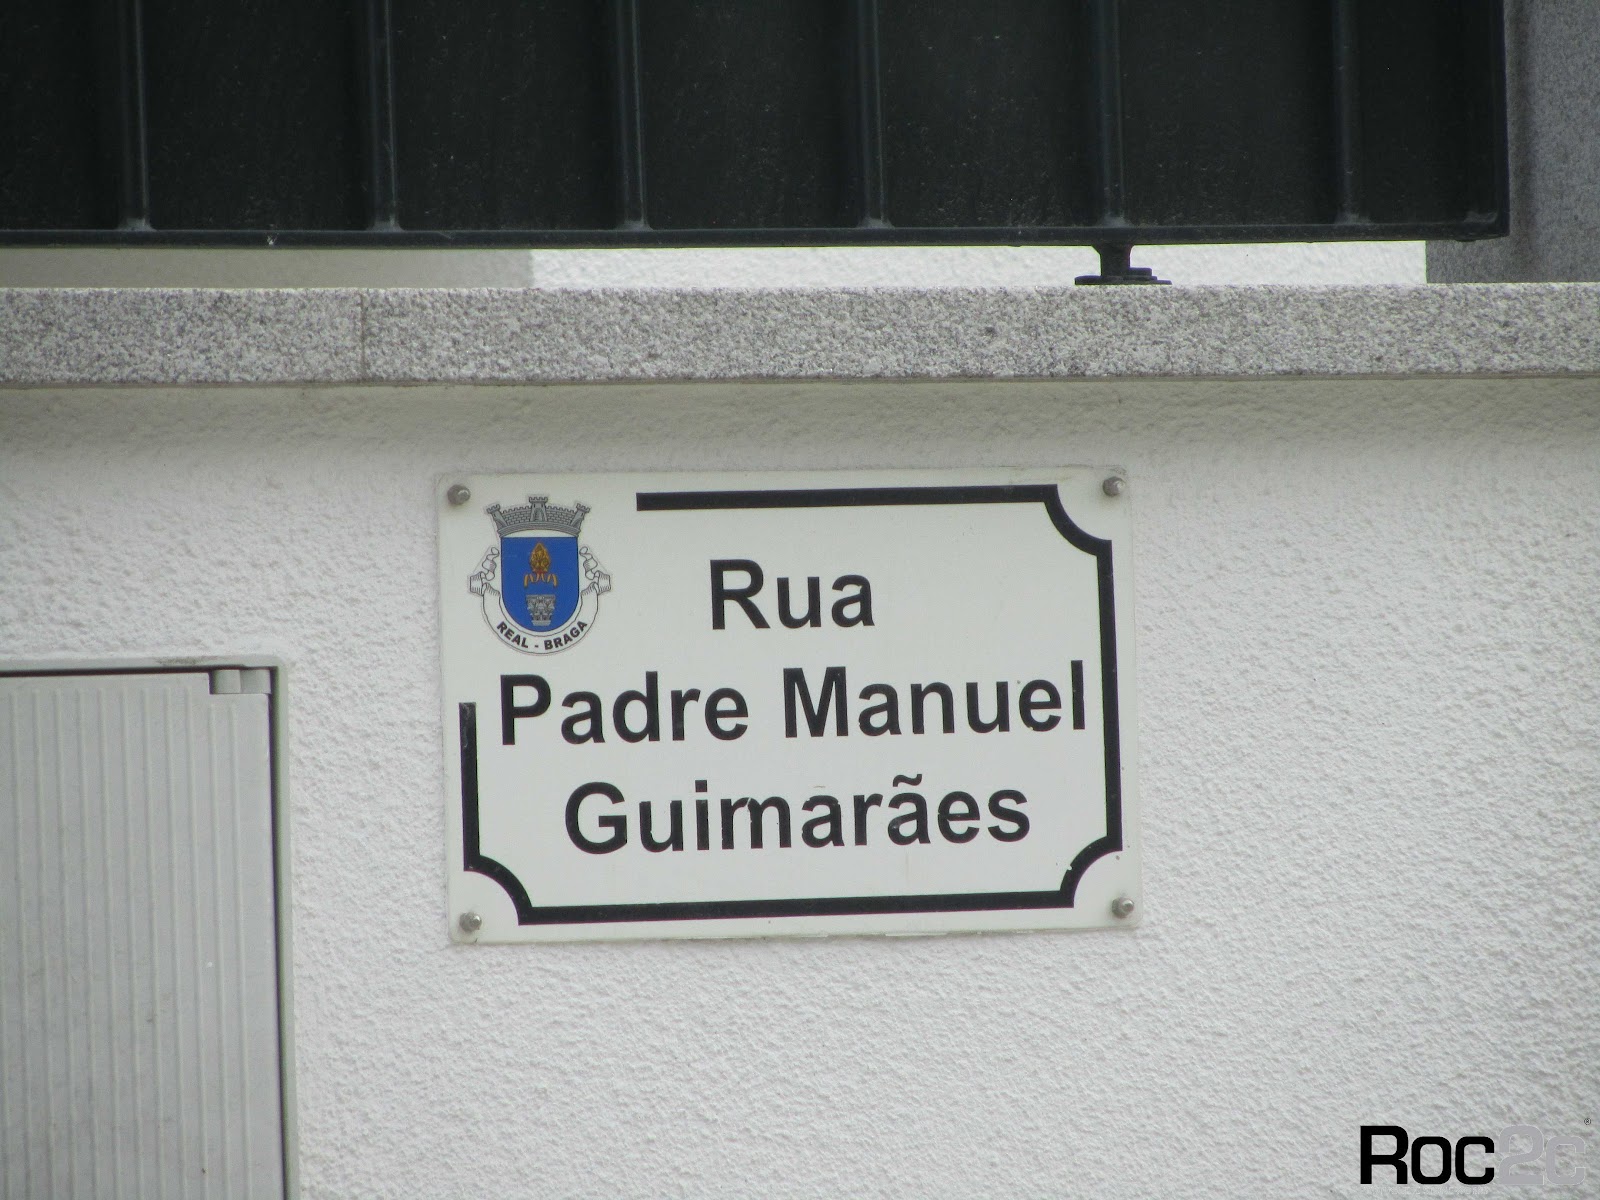 REAL - BRAGA
Rua
Padre Manuel
Guimarães
Roc2c®